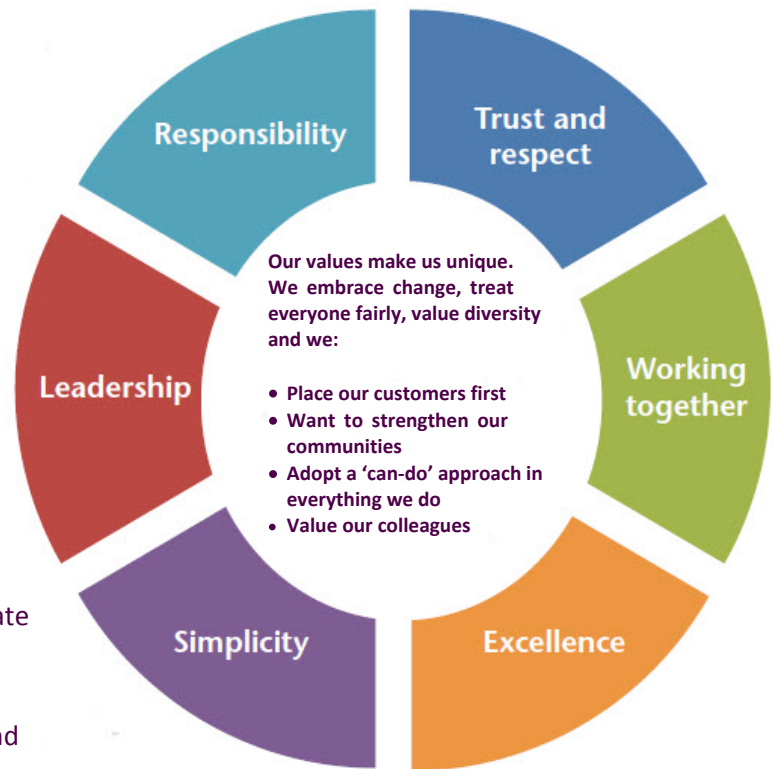 Responsibility
Trust and
respect
Our values make us unique.
We embrace change, treat
everyone fairly, value diversity
and we:
• Place our customers first
• Want to strengthen our
communities
• Adopt a ‘can-do’ approach in
everything we do
• Value our colleagues
Leadership
Working
together
Simplicity
Excellence